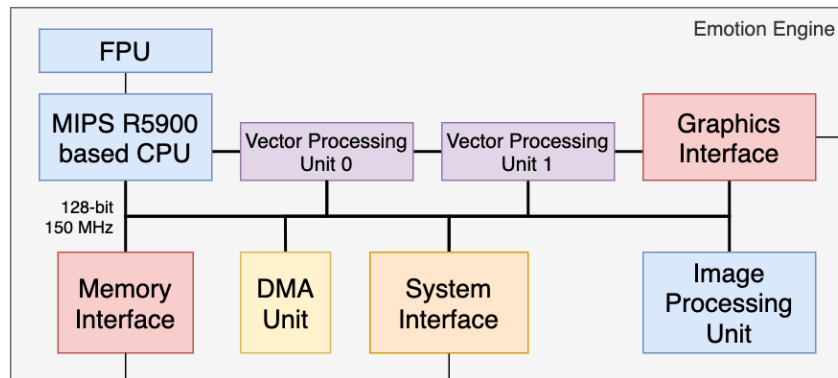 Emotion Engine
FPU
MIPS R5900
based CPU
Vector Processing
Unit 0
Vector Processing
Unit 1
Graphics
Interface
128-bit
150 MHz
Memory
Interface
DMA
Unit
System
Interface
Image
Processing
Unit